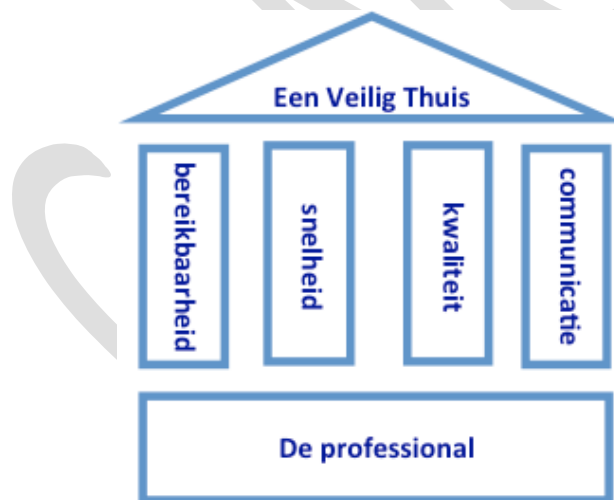 Een Veilig Thuis
bereikbaarheid
snelheid
kwaliteit
communicatie
De professional